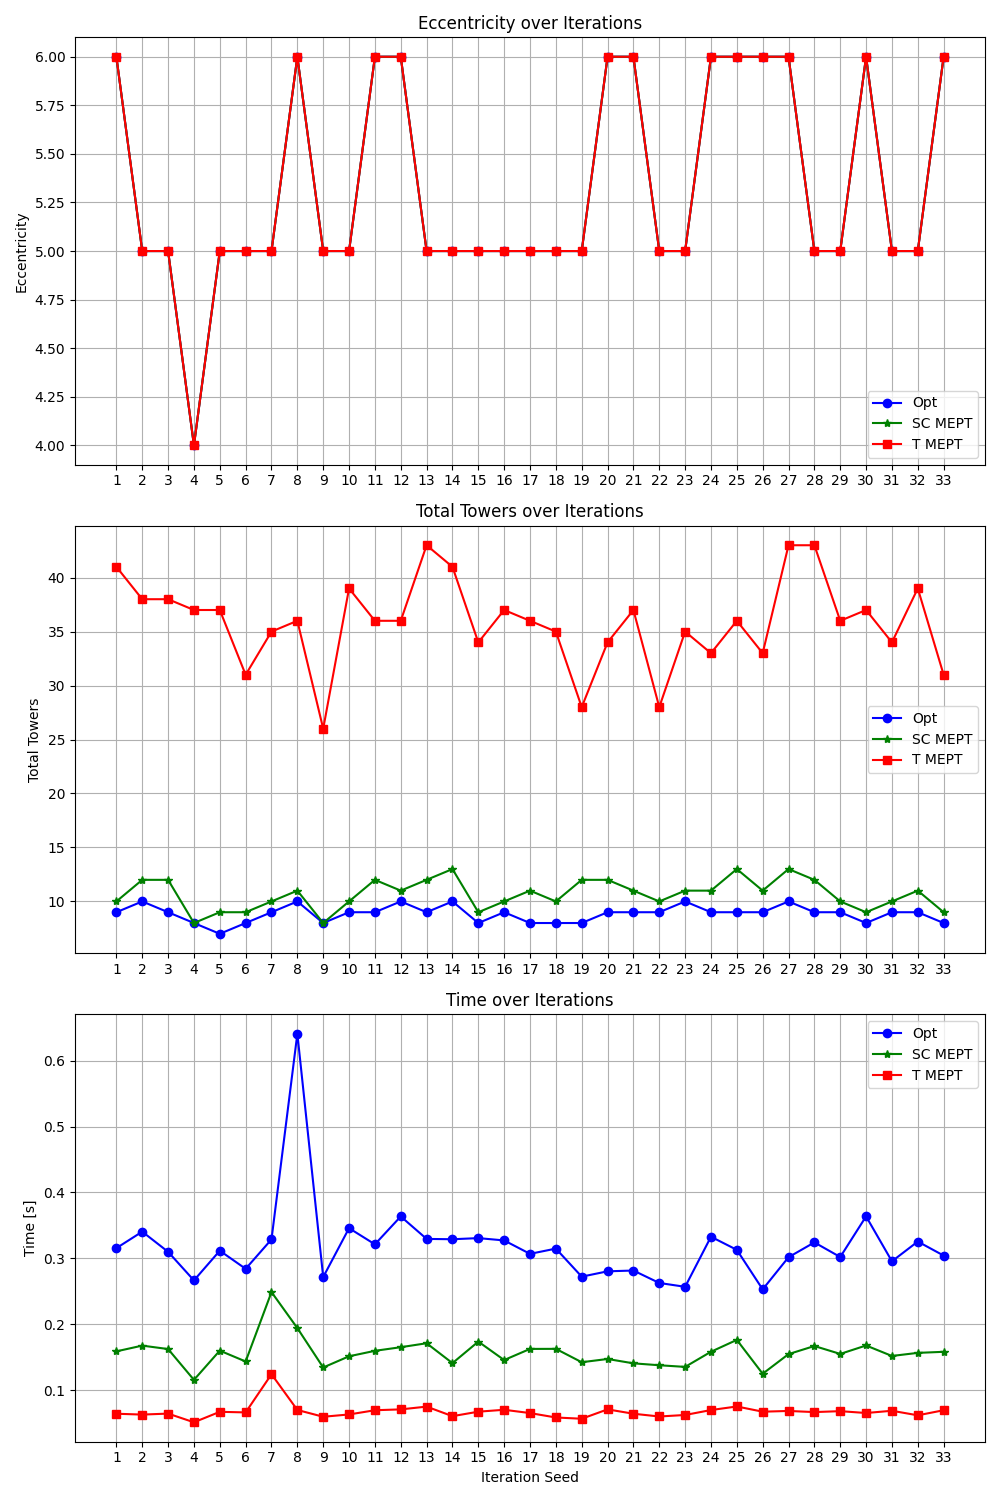 Eccentricity over Iterations
Eccentricity
6.00
5.75
5.50
5.25
5.00
4.75
4.50
4.25
4.00
Opt
SC MEPT
T MEPT
1 2 3 4 5 6 7 8 9 10 11 12 13 14 15 16 17 18 19 20 21 22 23 24 25 26 27 28 29 30 31 32 33
Total Towers over Iterations
Total Towers
40
35
30
25
20
15
10
Opt
SC MEPT
T MEPT
1 2 3 4 5 6 7 8 9 10 11 12 13 14 15 16 17 18 19 20 21 22 23 24 25 26 27 28 29 30 31 32 33
Time over Iterations
Time [s]
0.6
0.5
0.4
0.3
0.2
0.1
Opt
SC MEPT
T MEPT
1 2 3 4 5 6 7 8 9 10 11 12 13 14 15 16 17 18 19 20 21 22 23 24 25 26 27 28 29 30 31 32 33
Iteration Seed